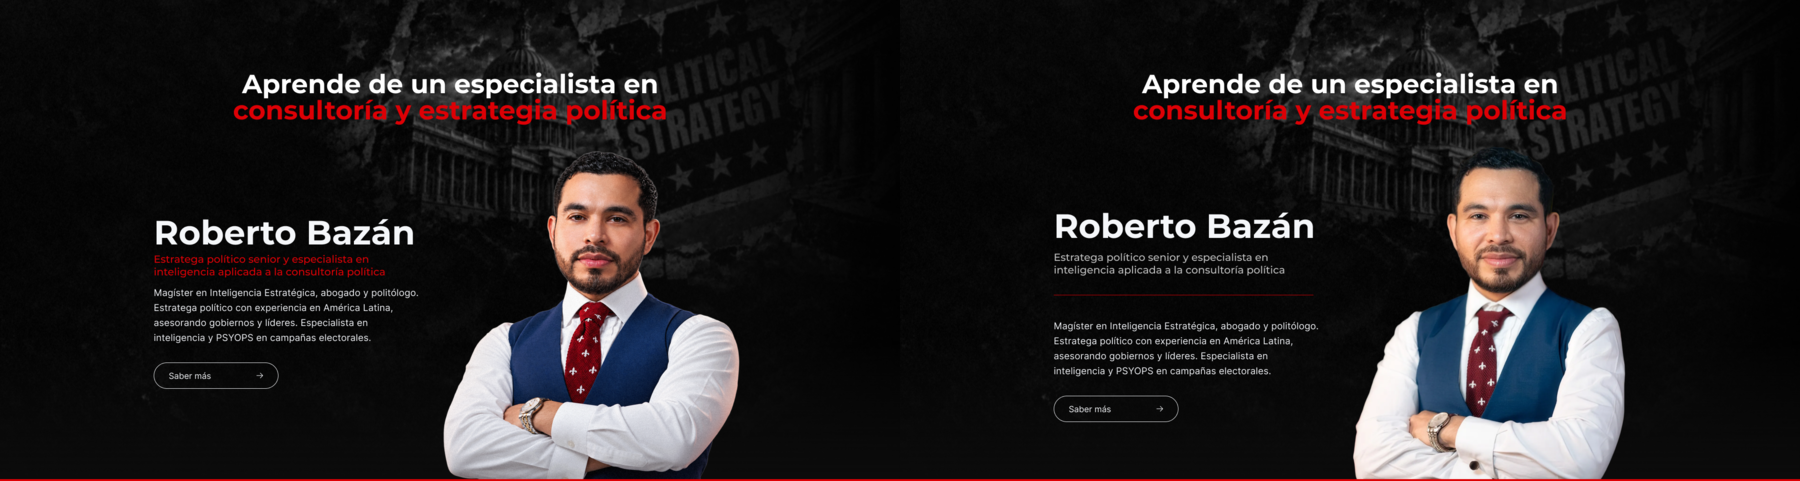 Aprende de un especialista en
consultoría y estrategia política
POLITICAL
STRATEGY
Roberto Bazán
Estratega político senior y especialista en
inteligencia aplicada a la consultoría política
Magíster en Inteligencia Estratégica, abogado y politólogo.
Estratega político con experiencia en América Latina,
asesorando gobiernos y líderes. Especialista en
inteligencia y PSYOPS en campañas electorales.
Saber más
Aprende de un especialista en
consultoría y estrategia política
LITICAL
STRATEGY
Roberto Bazán
Estratega político senior y especialista en
inteligencia aplicada a la consultoría política
Magíster en Inteligencia Estratégica, abogado y politólogo.
Estratega político con experiencia en América Latina,
asesorando gobiernos y líderes. Especialista en
inteligencia y PSYOPS en campañas electorales.
Saber más